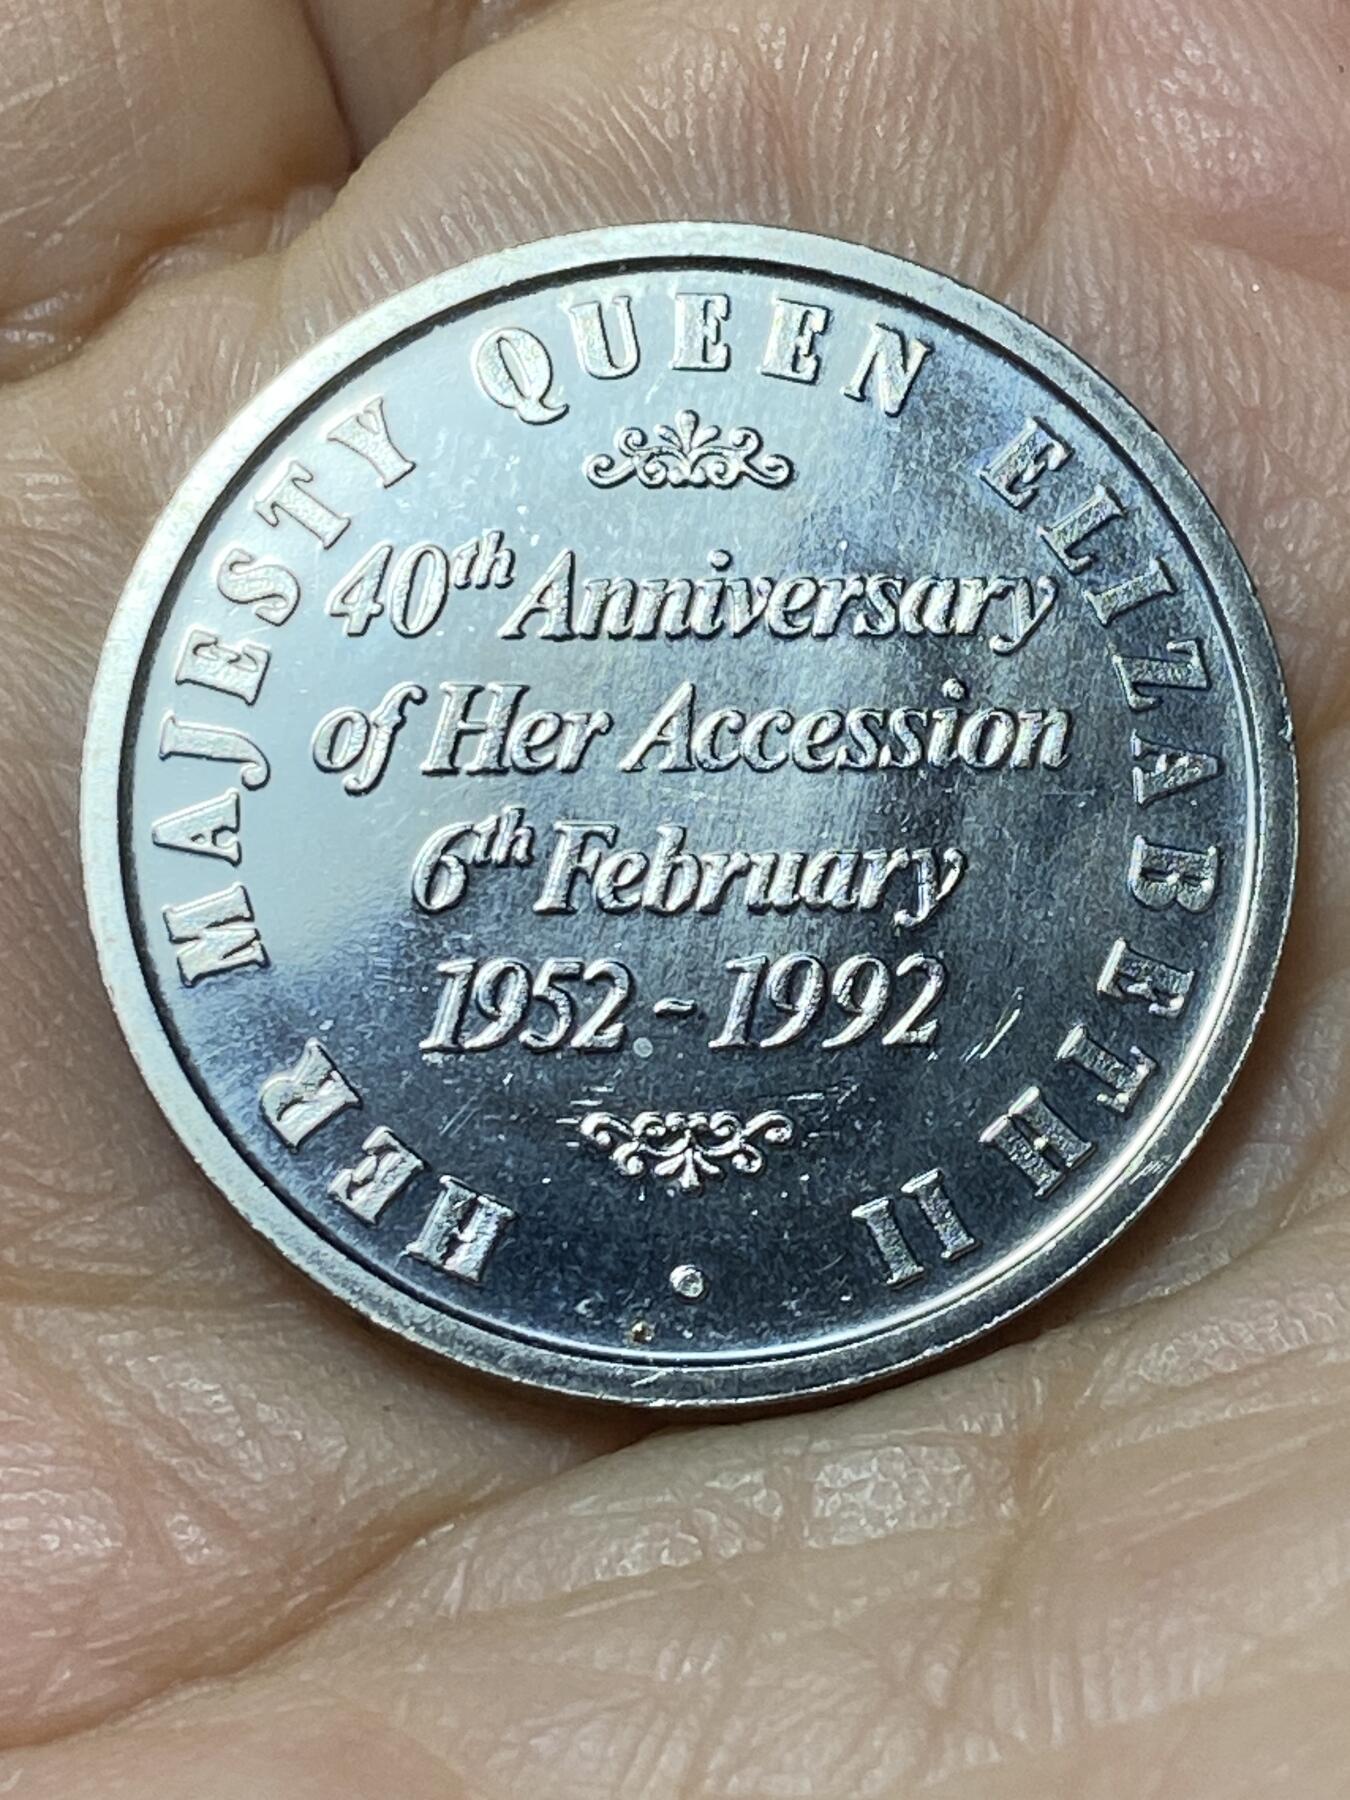 HER MAJESTY QUEEN ELIZABETH II
40th Anniversary
of Her Accession
6th February
1952 - 1992